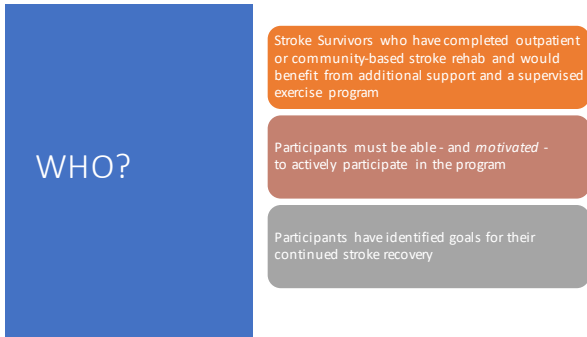 WHO?
Stroke Survivors who have completed outpatient
or community-based stroke rehab and would
benefit from additional support and a supervised
exercise program
Participants must be able - and motivated -
to actively participate in the program
Participants have identified goals for their
continued stroke recovery